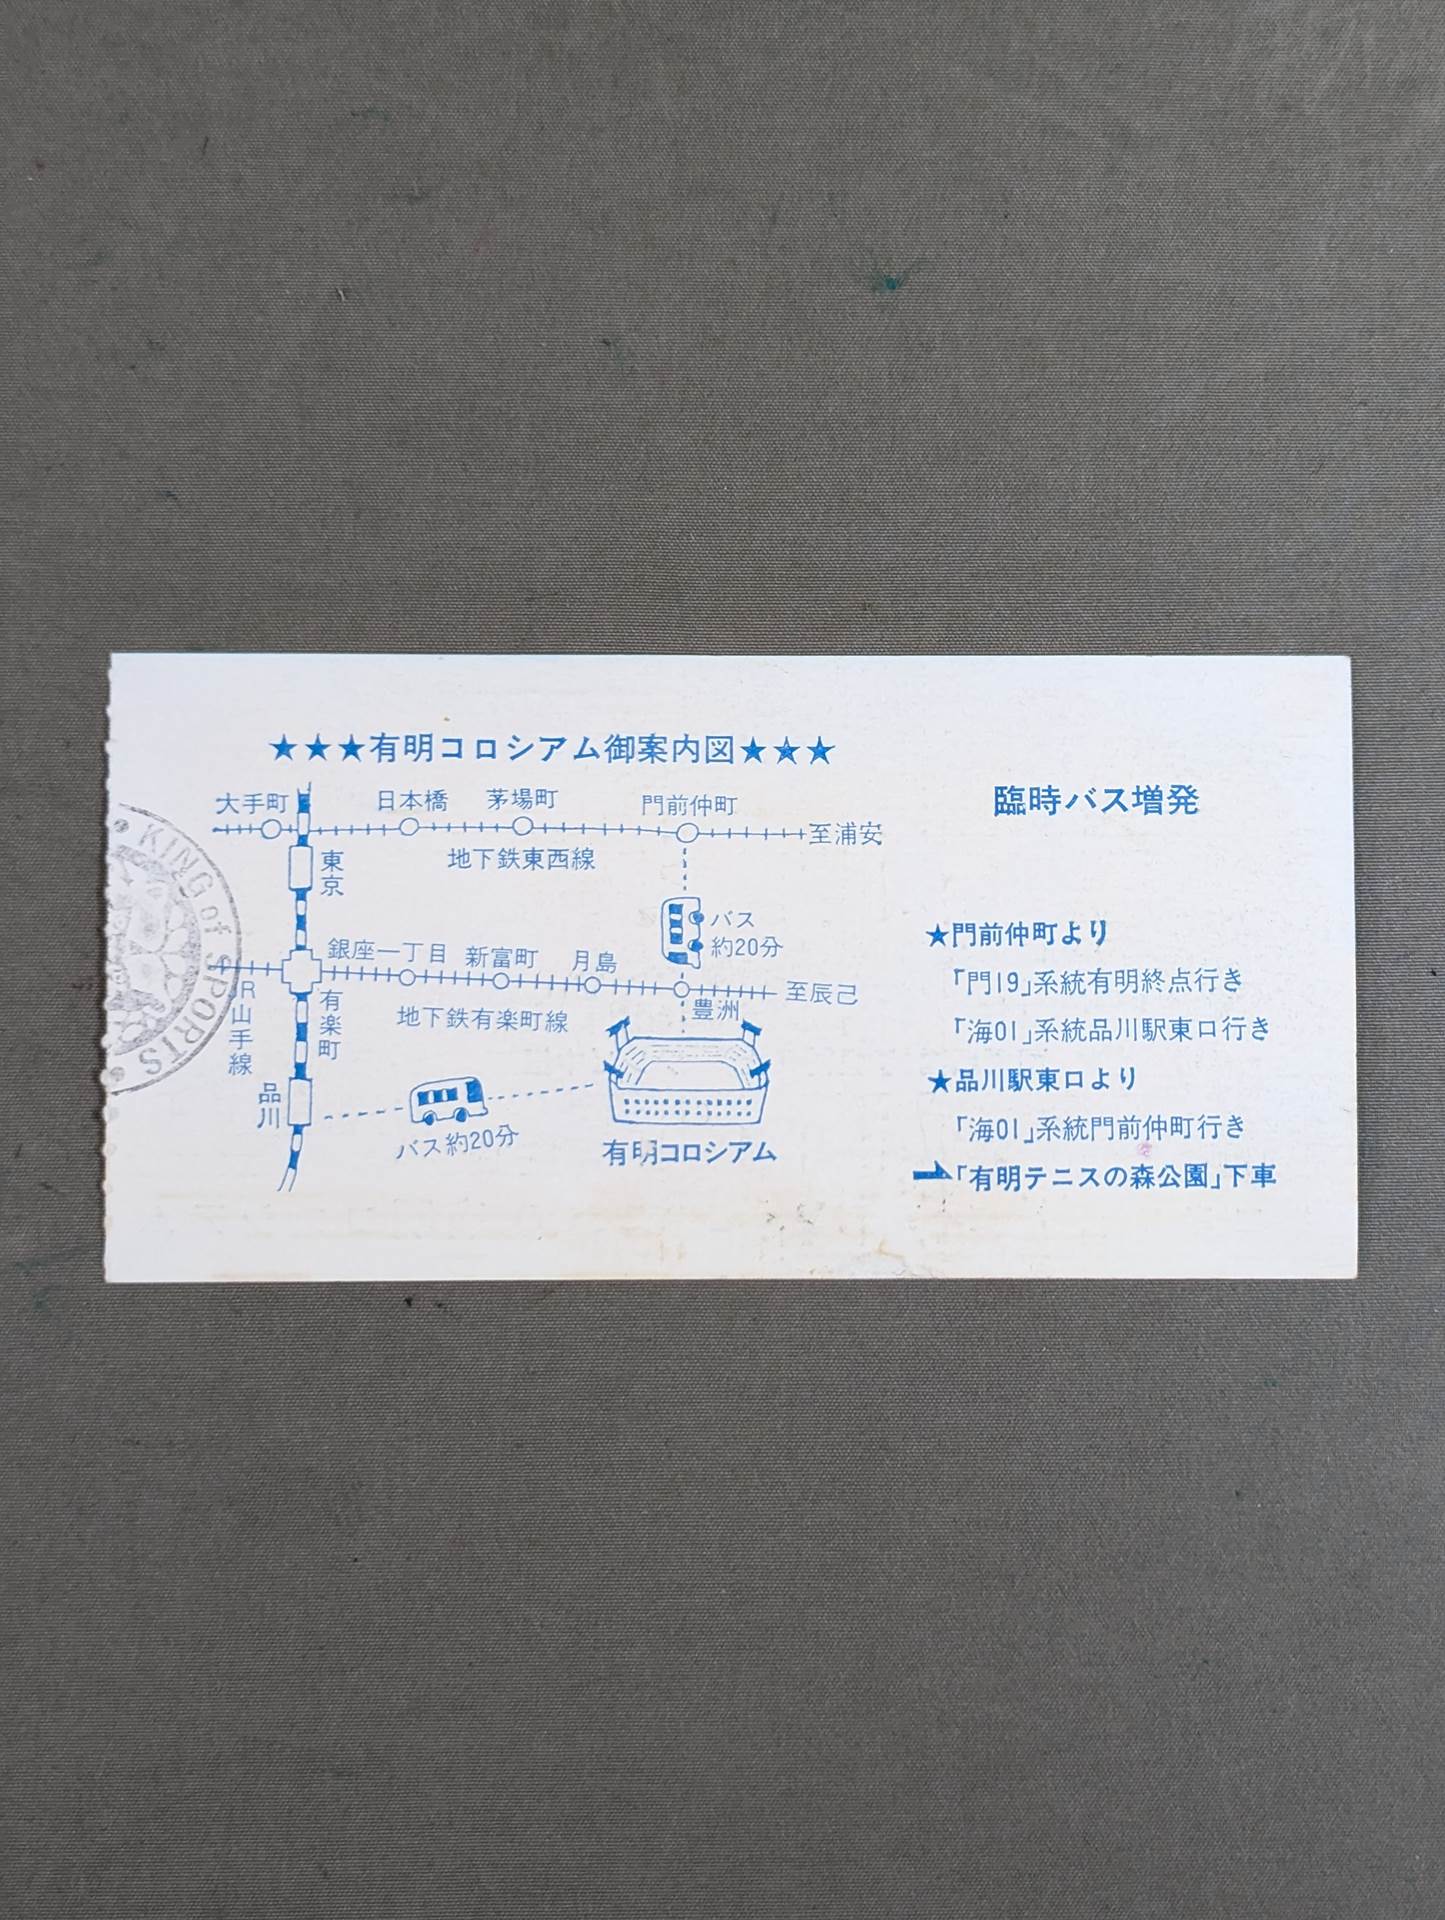 ★★★有明コロシアム御案内図★★★
大手町
日本橋
茅場町
門前仲町
至浦安
地下鉄東西線
東京
バス
約20分
銀座一丁目
新富町
月島
豊洲
至辰己
地下鉄有楽町線
JR山手線
有楽町
品川
バス約20分
有明コロシアム
KING of SPORTS
臨時バス増発
★門前仲町より
「門19」系統有明終点行き
「海01」系統品川駅東口行き
★品川駅東口より
「海01」系統門前仲町行き
「有明テニスの森公園」下車